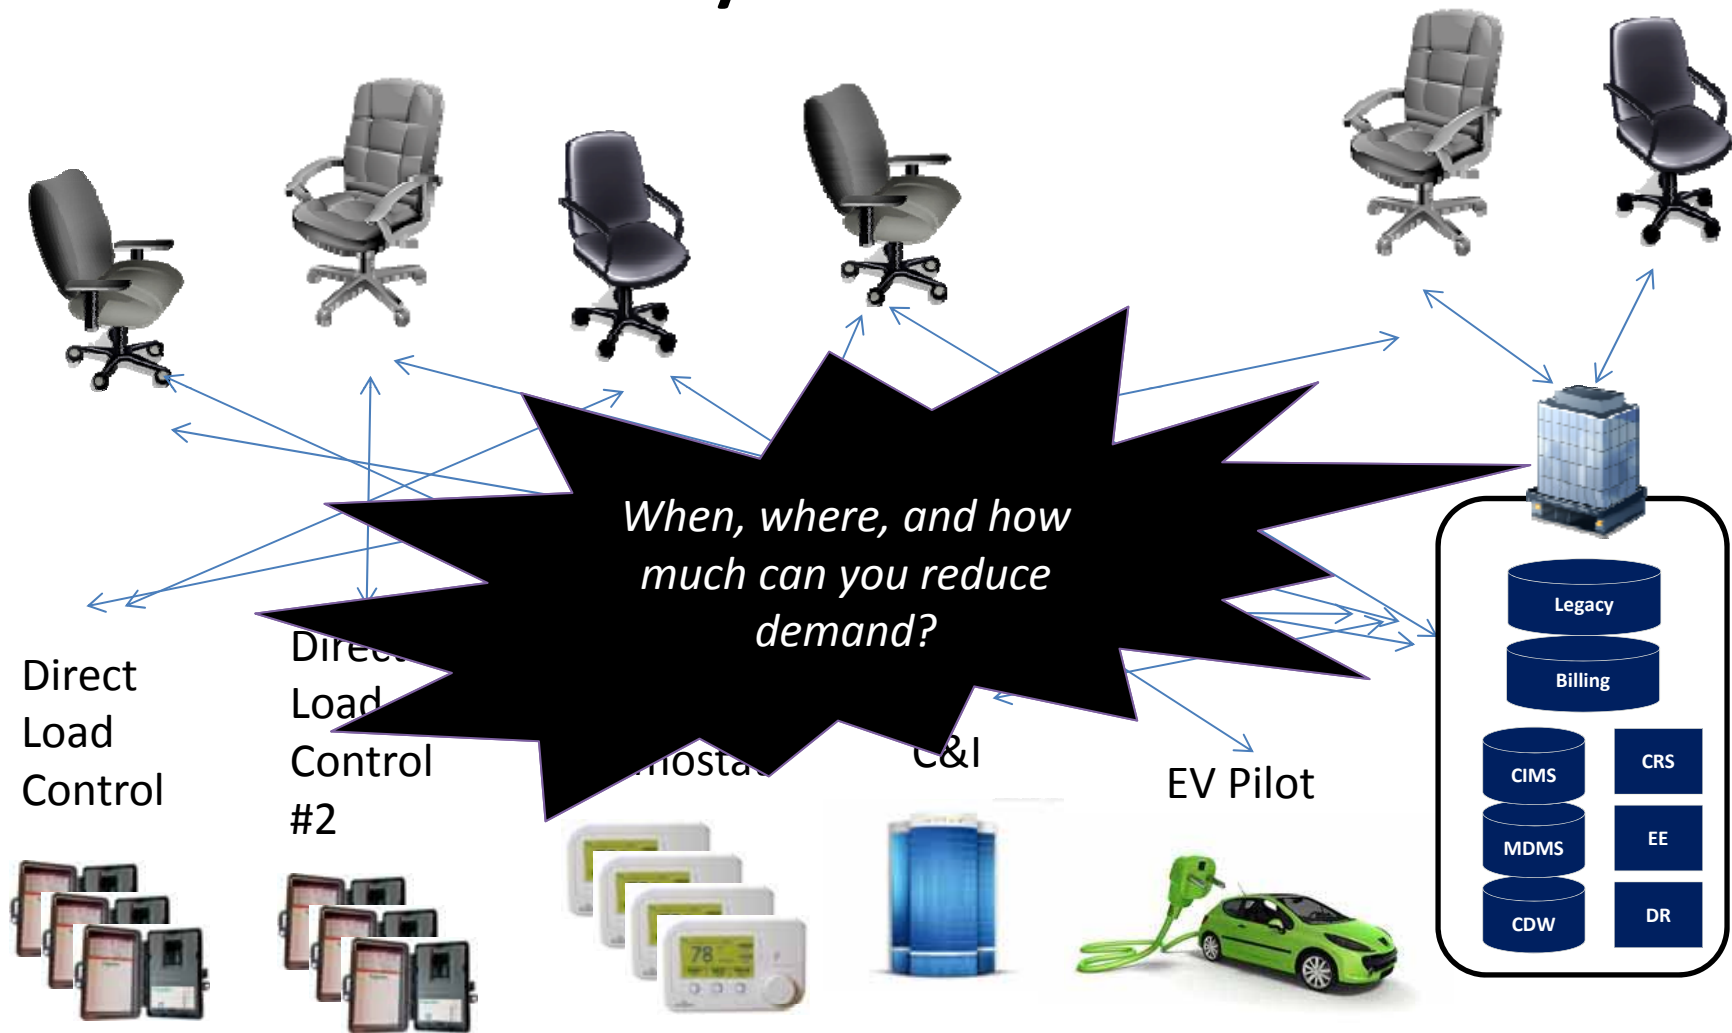 When, where, and how
much can you reduce
demand?
Direct
Load
Control
Direct
Load
Control
#2
C&I
EV Pilot
Legacy
Billing
CIMS
CRS
MDMS
EE
CDW
DR
78